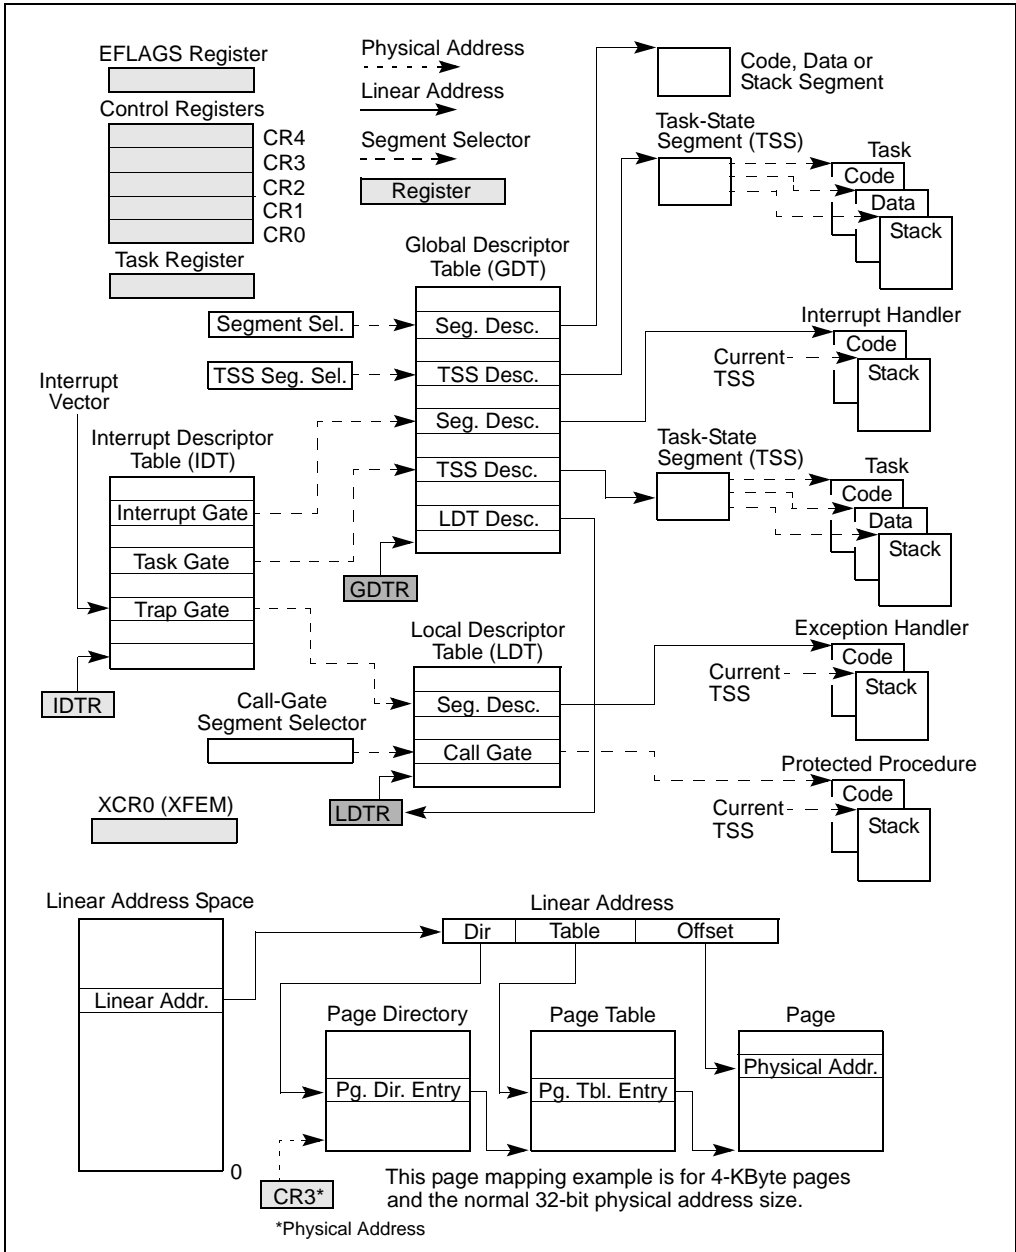 EFLAGS Register
Control Registers
CR4
CR3
CR2
CR1
CR0
Task Register
Physical Address
Linear Address
Segment Selector
Register
Code, Data or
Stack Segment
Task-State
Segment (TSS)
Task
Code
Data
Stack
Global Descriptor
Table (GDT)
Segment Sel.
Seg. Desc.
TSS Seg. Sel.
TSS Desc.
Seg. Desc.
TSS Desc.
LDT Desc.
GDTR
Interrupt Handler
Code
Current
TSS
Stack
Interrupt
Vector
Interrupt Descriptor
Table (IDT)
Interrupt Gate
Task Gate
Trap Gate
IDTR
Task-State
Segment (TSS)
Task
Code
Data
Stack
Local Descriptor
Table (LDT)
Seg. Desc.
Call Gate
Call-Gate
Segment Selector
LDTR
Exception Handler
Code
Current
TSS
Stack
Protected Procedure
Code
Current
TSS
Stack
XCR0 (XFEM)
Linear Address Space
Linear Addr.
0
Linear Address
Dir
Table
Offset
Page Directory
Pg. Dir. Entry
Page Table
Pg. Tbl. Entry
Page
Physical Addr.
CR3*
*Physical Address
This page mapping example is for 4-KByte pages
and the normal 32-bit physical address size.